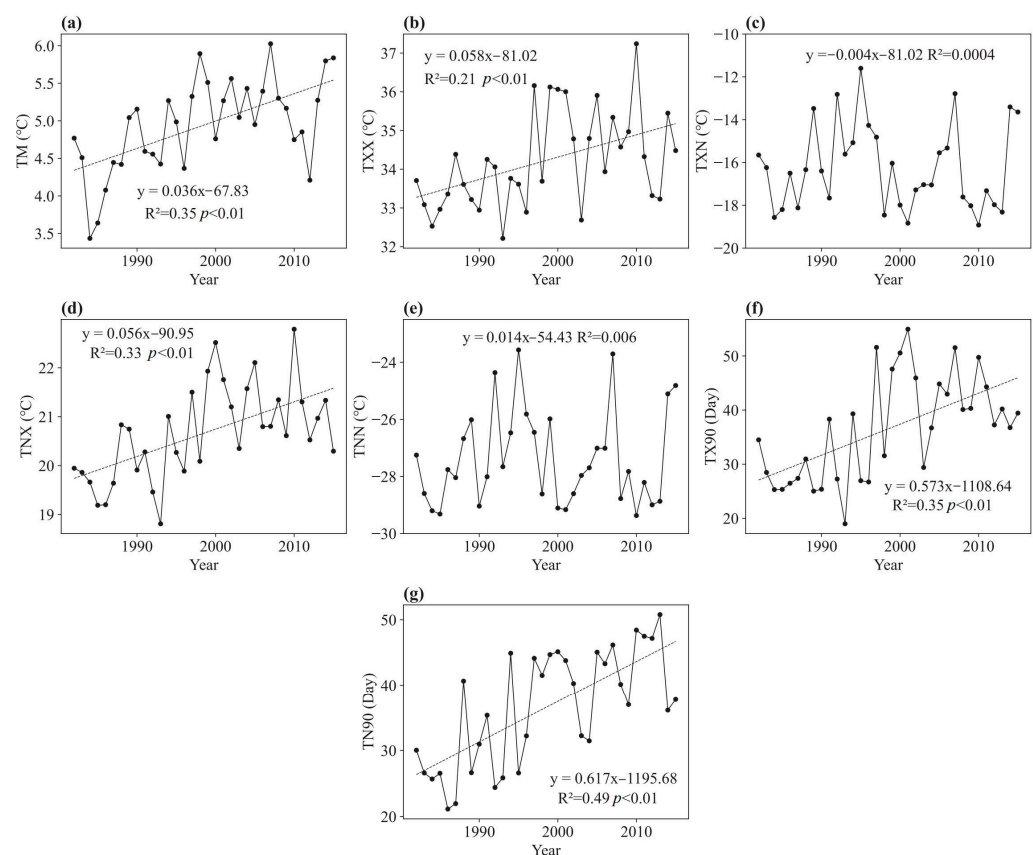 (a)
6.0
5.5
5.0
4.5
4.0
3.5
TM (°C)
y = 0.036x−67.83
R²=0.35 p<0.01
1990 2000 2010
Year
(b)
37
36
35
34
33
32
TXX (°C)
y = 0.058x−81.02
R²=0.21 p<0.01
1990 2000 2010
Year
(c)
−10
−12
−14
−16
−18
−20
TXN (°C)
y =−0.004x−81.02 R²=0.0004
1990 2000 2010
Year
(d)
22
21
20
19
TNX (°C)
y = 0.056x−90.95
R²=0.33 p<0.01
1990 2000 2010
Year
(e)
−24
−26
−28
−30
TNN (°C)
y = 0.014x−54.43 R²=0.006
1990 2000 2010
Year
(f)
50
40
30
20
TX90 (Day)
y = 0.573x−1108.64
R²=0.35 p<0.01
1990 2000 2010
Year
(g)
50
40
30
20
TN90 (Day)
y = 0.617x−1195.68
R²=0.49 p<0.01
1990 2000 2010
Year